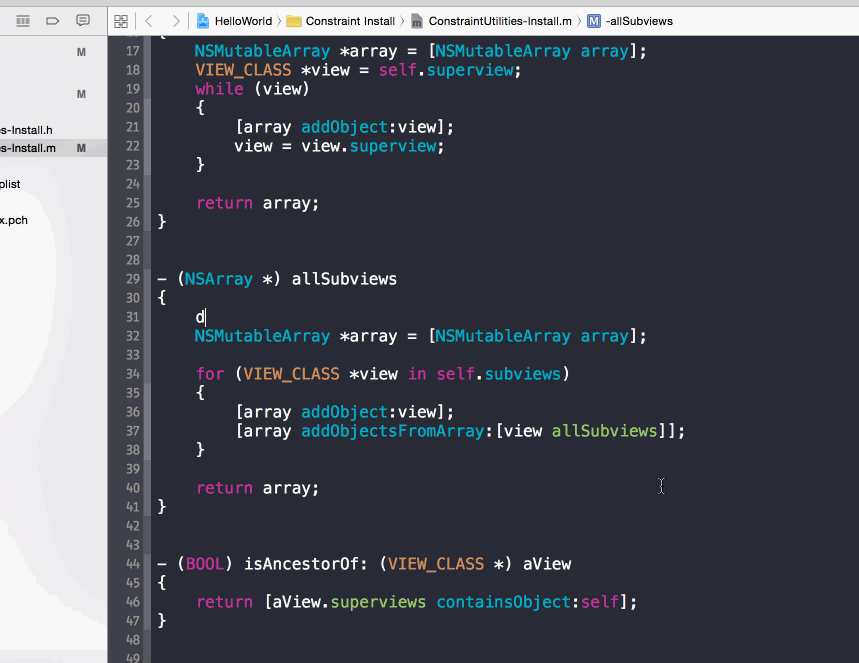 HelloWorld > Constraint Install > ConstraintUtilities-Install.m > M -allSubviews
M
M
es-Install.h
es-Install.m M
plist
x.pch
{
17 NSMutableArray *array = [NSMutableArray array];
18 VIEW_CLASS *view = self.superview;
19 while (view)
20 {
21 [array addObject:view];
22 view = view.superview;
23 }
24
25 return array;
26 }
27
28
29 – (NSArray *) allSubviews
30 {
31 d
32 NSMutableArray *array = [NSMutableArray array];
33
34 for (VIEW_CLASS *view in self.subviews)
35 {
36 [array addObject:view];
37 [array addObjectsFromArray:[view allSubviews]];
38 }
39
40 return array;
41 }
42
43
44 – (BOOL) isAncestorOf: (VIEW_CLASS *) aView
45 {
46 return [aView.superviews containsObject:self];
47 }
48
49